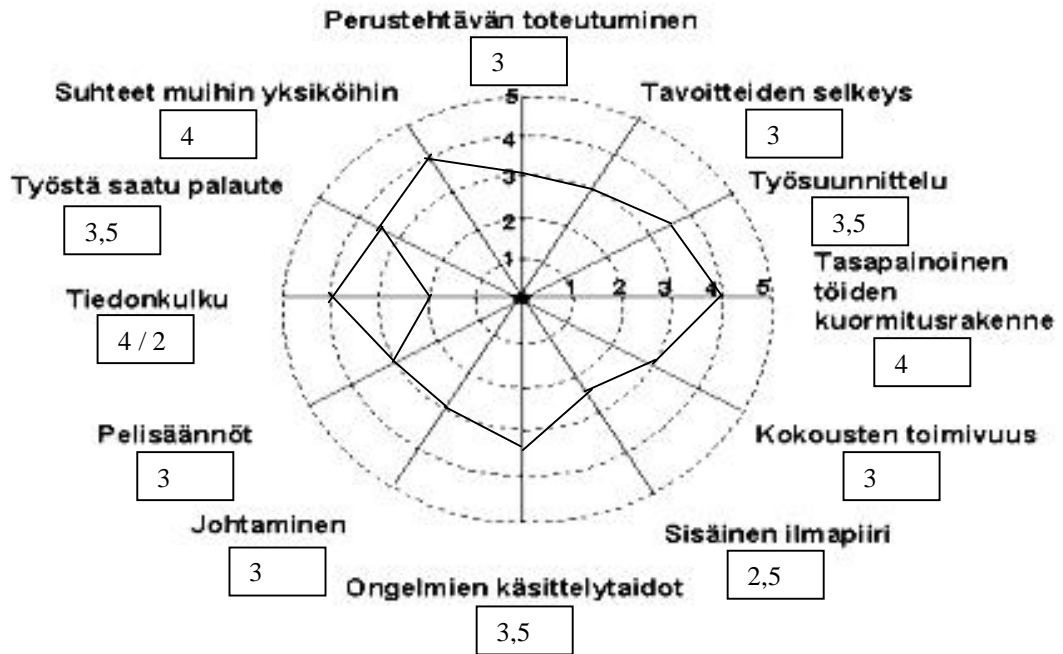 Perustehtävän toteutuminen
3
Suhteet muihin yksiköihin
4
Tavoitteiden selkeys
3
Työstä saatu palaute
3,5
Työsuunnittelu
3,5
Tiedonkulku
4 / 2
Tasapainoinen
töiden
kuormitusrakenne
4
5
4
3
2
1
1
2
3
4
5
Pelisäännöt
3
Kokousten toimivuus
3
Johtaminen
3
Sisäinen ilmapiiri
2,5
Ongelmien käsittelytaidot
3,5